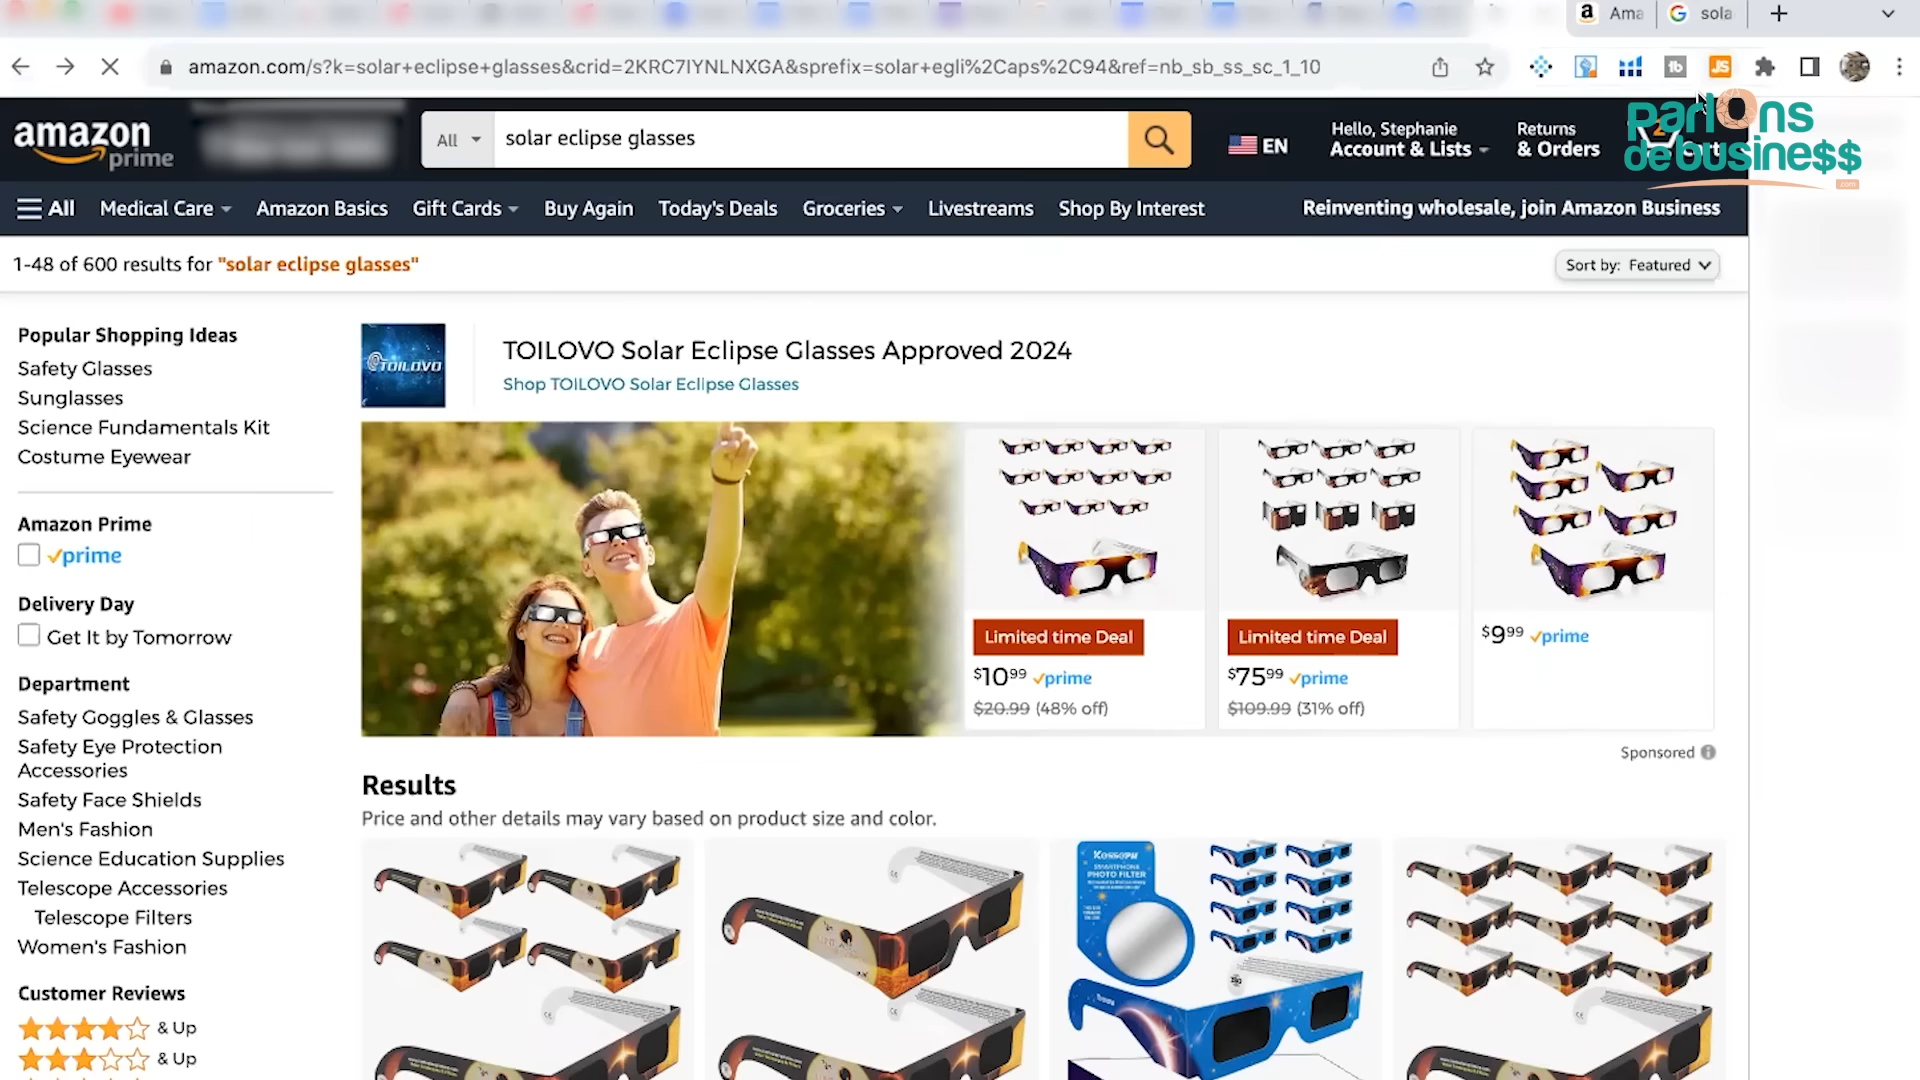 Ama
sola
amazon.com/s?k=solar+eclipse+glasses&crid=2KRC7IYNLNXGA&sprefix=solar+egli%2Caps%2C94&ref=nb_sb_ss_sc_1_10
amazon
prime
All
solar eclipse glasses
EN
Hello, Stephanie
Account & Lists
Returns
& Orders
parlOns
de busine$$
.com
All
Medical Care
Amazon Basics
Gift Cards
Buy Again
Today's Deals
Groceries
Livestreams
Shop By Interest
Reinventing wholesale, join Amazon Business
1-48 of 600 results for "solar eclipse glasses"
Sort by: Featured
Popular Shopping Ideas
Safety Glasses
Sunglasses
Science Fundamentals Kit
Costume Eyewear
Amazon Prime
prime
Delivery Day
Get It by Tomorrow
Department
Safety Goggles & Glasses
Safety Eye Protection
Accessories
Safety Face Shields
Men's Fashion
Science Education Supplies
Telescope Accessories
Telescope Filters
Women's Fashion
Customer Reviews
& Up
& Up
@TOILOVO
TOILOVO Solar Eclipse Glasses Approved 2024
Shop TOILOVO Solar Eclipse Glasses
Limited time Deal
$10.99 prime
$20.99 (48% off)
Limited time Deal
$75.99 prime
$109.99 (31% off)
$9.99 prime
Sponsored
Results
Price and other details may vary based on product size and color.
SMARTPHONE
PHOTO FILTER